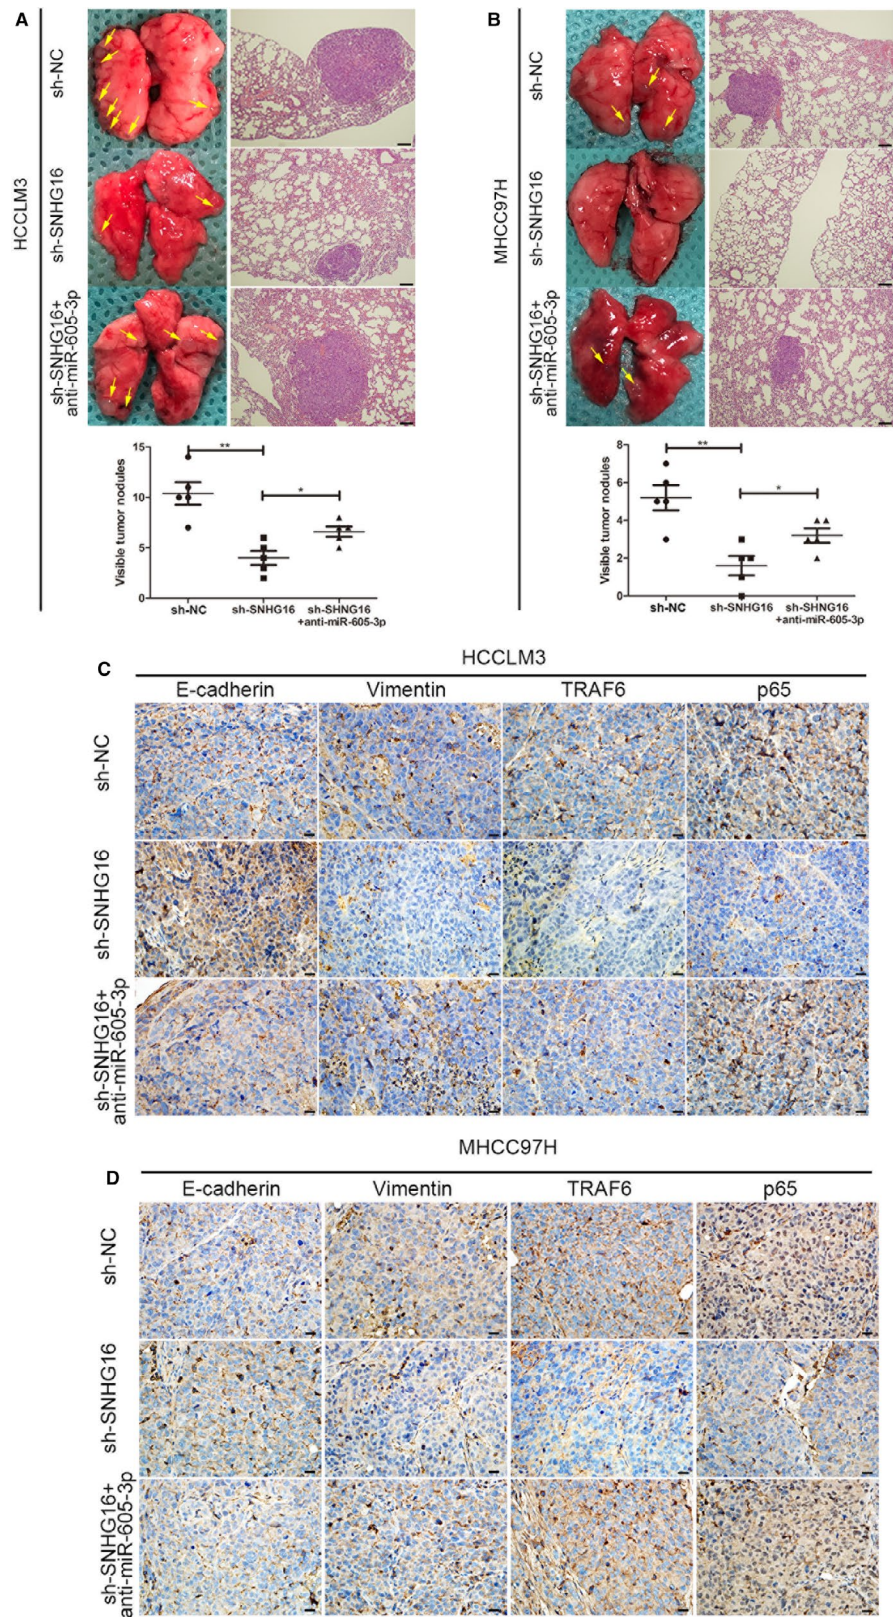 A
HCCLM3
sh-NC
sh-SNHG16
sh-SNHG16+
anti-miR-605-3p
15
10
5
0
Visible tumor nodules
**
*
sh-NC
sh-SNHG16
sh-SHNG16
+anti-miR-605-3p
B
MHCC97H
sh-NC
sh-SNHG16
sh-SNHG16+
anti-miR-605-3p
8
6
4
2
0
Visible tumor nodules
**
*
sh-NC
sh-SNHG16
sh-SHNG16
+anti-miR-605-3p
C
HCCLM3
E-cadherin
Vimentin
TRAF6
p65
sh-NC
sh-SNHG16
sh-SNHG16+
anti-miR-605-3p
MHCC97H
D
E-cadherin
Vimentin
TRAF6
p65
sh-NC
sh-SNHG16
sh-SNHG16+
anti-miR-605-3p